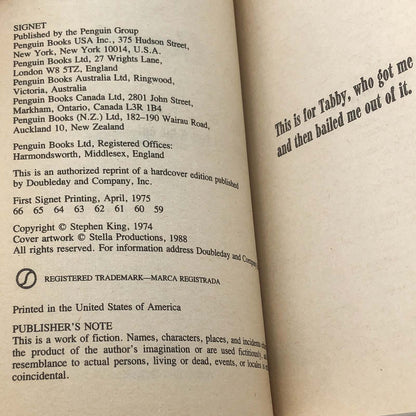 SIGNET
Published by the Penguin Group
Penguin Books USA Inc., 375 Hudson Street,
New York, New York 10014, U.S.A.
Penguin Books Ltd, 27 Wrights Lane,
London W8 5TZ, England
Penguin Books Australia Ltd, Ringwood,
Victoria, Australia
Penguin Books Canada Ltd, 2801 John Street,
Markham, Ontario, Canada L3R 1B4
Penguin Books (N.Z.) Ltd, 182-190 Wairau Road,
Auckland 10, New Zealand
Penguin Books Ltd, Registered Offices:
Harmondsworth, Middlesex, England
This is an authorized reprint of a hardcover edition published
by Doubleday and Company, Inc.
First Signet Printing, April, 1975
66 65 64 63 62 61 60 59
Copyright © Stephen King, 1974
Cover artwork © Stella Productions, 1988
All rights reserved. For information address Doubleday and Company
REGISTERED TRADEMARK—MARCA REGISTRADA
Printed in the United States of America
PUBLISHER'S NOTE
This is a work of fiction. Names, characters, places, and incidents
the product of the author's imagination or are used fictitiously,
resemblance to actual persons, living or dead, events, or locales is
coincidental.
This is for Tabby, who got me
and then bailed me out of it.